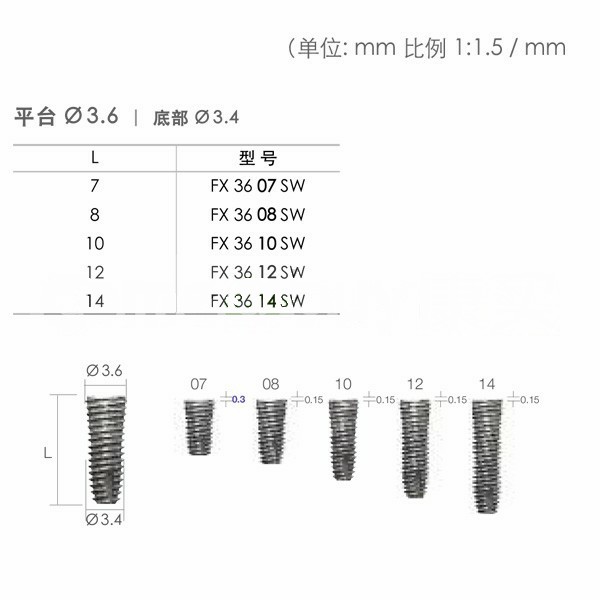 （单位: mm 比例 1:1.5 / mm
平台 Ø3.6 | 底部 Ø3.4
L 型号
7 FX 36 07 SW
8 FX 36 08 SW
10 FX 36 10 SW
12 FX 36 12 SW
14 FX 36 14 SW
Ø3.6 07 08 10 12 14
0.3 0.15 0.15 0.15 0.15
L
Ø3.4